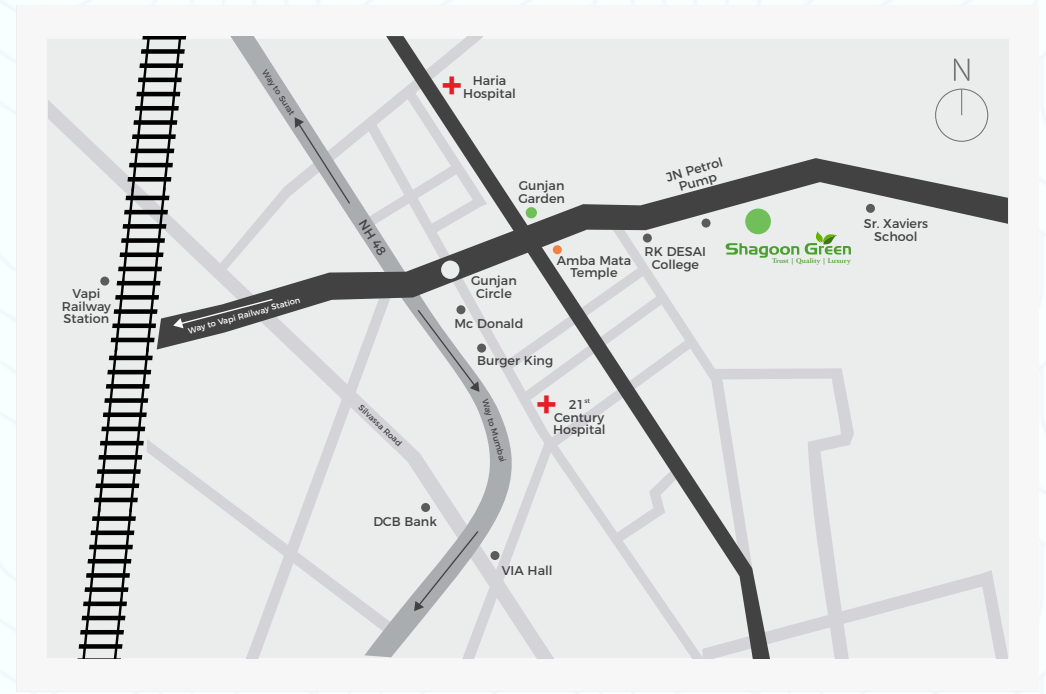 N
Way to Surat
Haria
Hospital
JN Petrol
Pump
Gunjan
Garden
Sr. Xaviers
School
NH 48
RK DESAI
College
Shagoon Green
Trust | Quality | Luxury
Amba Mata
Temple
Gunjan
Circle
Vapi
Railway
Station
Way to Vapi Railway Station
Mc Donald
Burger King
Way to Mumbai
Silvassa Road
21st
Century
Hospital
DCB Bank
VIA Hall